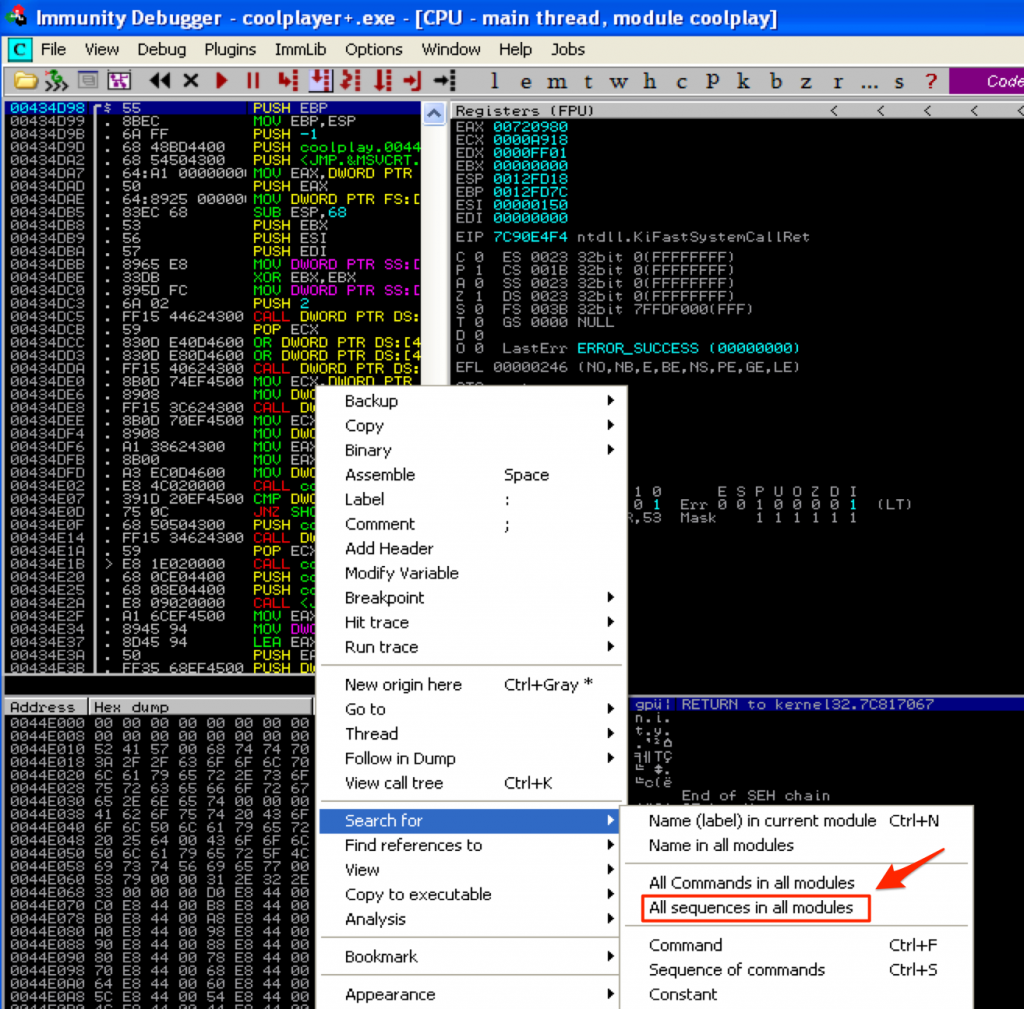 Immunity Debugger - coolplayer+.exe - [CPU - main thread, module coolplay]
C File View Debug Plugins ImmLib Options Window Help Jobs
l e m t w h c P k b z r ... s ? Code
00434D98 55 PUSH EBP
00434D99 8BEC MOV EBP,ESP
00434D9B 6A FF PUSH -1
00434D9D 68 48BD4400 PUSH coolplay.0044
00434DA2 68 54504300 PUSH <JMP.&MSVCRT.
00434DA7 64:A1 0000000 MOV EAX,DWORD PTR
00434DAD 50 PUSH EAX
00434DAE 64:8925 00000 MOV DWORD PTR FS:[
00434DB5 83EC 68 SUB ESP,68
00434DB8 53 PUSH EBX
00434DB9 56 PUSH ESI
00434DBA 57 PUSH EDI
00434DBB 8965 E8 MOV DWORD PTR SS:[
00434DBE 33DB XOR EBX,EBX
00434DC0 895D FC MOV DWORD PTR SS:[
00434DC3 6A 02 PUSH 2
00434DC5 FF15 44624300 CALL DWORD PTR DS:
00434DCB 59 POP ECX
00434DCC 830D E40D4600 OR DWORD PTR DS:[4
00434DD3 830D E80D4600 OR DWORD PTR DS:[4
00434DDA FF15 40624300 CALL DWORD PTR DS:
00434DE0 8B0D 74EF4500 MOV ECX,DWORD PTR
00434DE6 8908 MOV DWO
00434DE8 FF15 3C624300 CALL DW
00434DEE 8B0D 70EF4500 MOV ECX
00434DF4 8908 MOV DWO
00434DF6 A1 38624300 MOV EAX
00434DFB 8B00 MOV EAX
00434DFD A3 EC0D4600 MOV DWO
00434E02 E8 4C020000 CALL co
00434E07 391D 20EF4500 CMP DWO
00434E0D 75 0C JNZ SHO
00434E0F 68 50504300 PUSH co
00434E14 FF15 34624300 CALL DW
00434E1A 59 POP ECX
00434E1B > E8 1E020000 CALL co
00434E20 68 0CE04400 PUSH co
00434E25 68 08E04400 PUSH co
00434E2A E8 09020000 CALL <J
00434E2F A1 6CEF4500 MOV EAX
00434E34 8945 94 MOV DWO
00434E37 8D45 94 LEA EAX
00434E3A 50 PUSH EA
00434E3B FF35 68EF4500 PUSH DW
Registers (FPU) < < < < <
EAX 00720980
ECX 0000A918
EDX 0000FF01
EBX 00000000
ESP 0012FD18
EBP 0012FD7C
ESI 00000150
EDI 00000000
EIP 7C90E4F4 ntdll.KiFastSystemCallRet
C 0 ES 0023 32bit 0(FFFFFFFF)
P 1 CS 001B 32bit 0(FFFFFFFF)
A 0 SS 0023 32bit 0(FFFFFFFF)
Z 1 DS 0023 32bit 0(FFFFFFFF)
S 0 FS 003B 32bit 7FFDF000(FFF)
T 0 GS 0000 NULL
D 0
O 0 LastErr ERROR_SUCCESS (00000000)
EFL 00000246 (NO,NB,E,BE,NS,PE,GE,LE)
1 0 E S P U O Z D I
0 1 Err 0 0 1 0 0 0 0 1 (LT)
R,53 Mask 1 1 1 1 1 1
Backup
Copy
Binary
Assemble Space
Label :
Comment ;
Add Header
Modify Variable
Breakpoint
Hit trace
Run trace
New origin here Ctrl+Gray *
Go to
Thread
Follow in Dump
View call tree Ctrl+K
Search for
Find references to
View
Copy to executable
Analysis
Bookmark
Appearance
Name (label) in current module Ctrl+N
Name in all modules
All Commands in all modules
All sequences in all modules
Command Ctrl+F
Sequence of commands Ctrl+S
Constant
Address Hex dump
0044E000 00 00 00 00 00 00 00 00
0044E008 00 00 00 00 00 00 00 00
0044E010 52 41 57 00 68 74 74 70
0044E018 3A 2F 2F 63 6F 6F 6C 70
0044E020 6C 61 79 65 72 2E 73 6F
0044E028 75 72 63 65 66 6F 72 67
0044E030 65 2E 6E 65 74 00 00 00
0044E038 41 62 6F 75 74 20 43 6F
0044E040 6F 6C 50 6C 61 79 65 72
0044E048 20 25 64 00 43 6F 6F 6C
0044E050 50 6C 61 79 65 72 5F 4C
0044E058 69 73 74 56 69 65 77 00
0044E060 53 79 00 00 31 2E 32 2E
0044E068 33 00 00 00 D0 E8 44 00
0044E070 C0 E8 44 00 B8 E8 44 00
0044E078 B0 E8 44 00 A8 E8 44 00
0044E080 A0 E8 44 00 98 E8 44 00
0044E088 90 E8 44 00 88 E8 44 00
0044E090 80 E8 44 00 78 E8 44 00
0044E098 70 E8 44 00 68 E8 44 00
0044E0A0 64 E8 44 00 60 E8 44 00
0044E0A8 5C E8 44 00 54 E8 44 00
RETURN to kernel32.7C817067
End of SEH chain